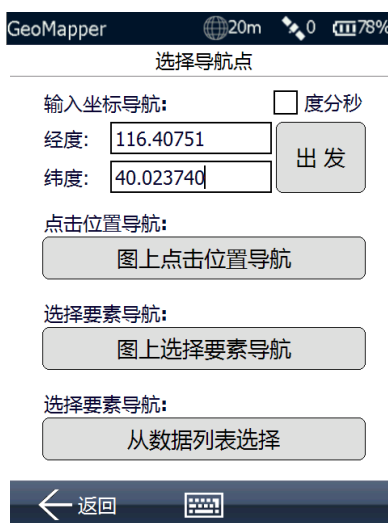 GeoMapper 20m 0 78%
选择导航点
输入坐标导航: 度分秒
经度: 116.40751
纬度: 40.023740
出 发
点击位置导航:
图上点击位置导航
选择要素导航:
图上选择要素导航
选择要素导航:
从数据列表选择
返回